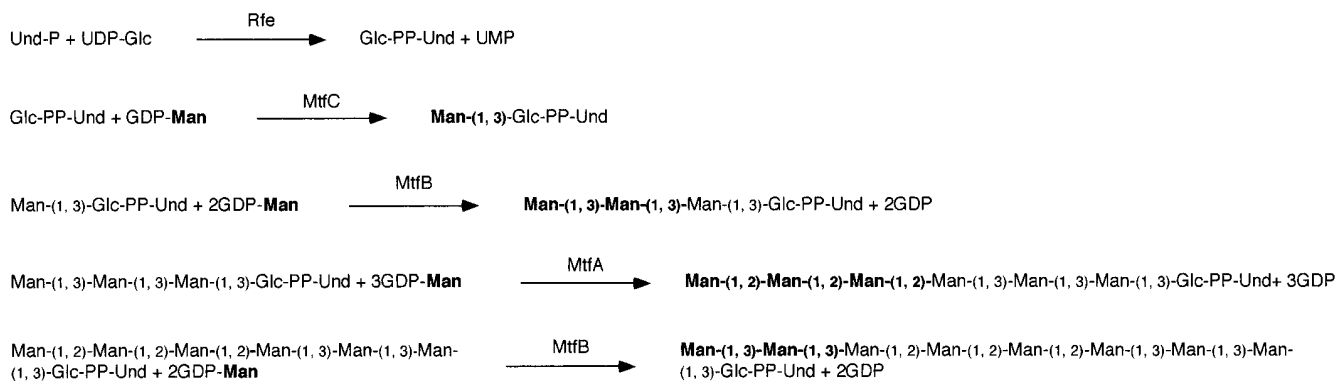 Rfe
Und-P + UDP-Glc
Glc-PP-Und + UMP
MtfC
Glc-PP-Und + GDP-Man
Man-(1, 3)-Glc-PP-Und
MtfB
Man-(1, 3)-Glc-PP-Und + 2GDP-Man
Man-(1, 3)-Man-(1, 3)-Man-(1, 3)-Glc-PP-Und + 2GDP
MtfA
Man-(1, 3)-Man-(1, 3)-Man-(1, 3)-Glc-PP-Und + 3GDP-Man
Man-(1, 2)-Man-(1, 2)-Man-(1, 2)-Man-(1, 3)-Man-(1, 3)-Man-(1, 3)-Glc-PP-Und+ 3GDP
MtfB
Man-(1, 2)-Man-(1, 2)-Man-(1, 2)-Man-(1, 3)-Man-(1, 3)-Man-
(1, 3)-Glc-PP-Und + 2GDP-Man
Man-(1, 3)-Man-(1, 3)-Man-(1, 2)-Man-(1, 2)-Man-(1, 2)-Man-(1, 3)-Man-(1, 3)-Man-
(1, 3)-Glc-PP-Und + 2GDP